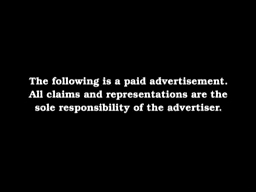 The following is a paid advertisement.
All claims and representations are the
sole responsibility of the advertiser.